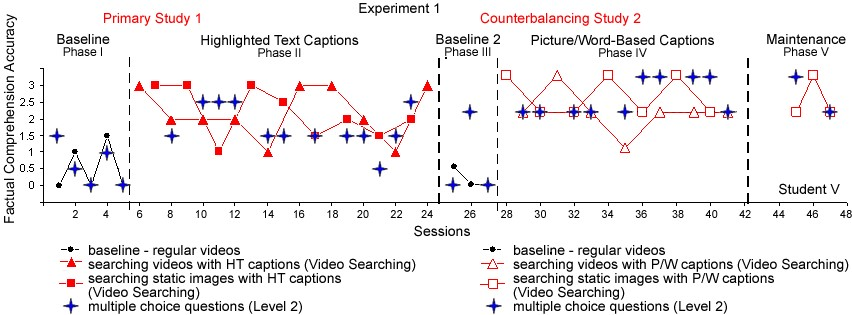 Experiment 1
Primary Study 1
Counterbalancing Study 2
Baseline
Phase I
Highlighted Text Captions
Phase II
Baseline 2
Phase III
Picture/Word-Based Captions
Phase IV
Maintenance
Phase V
Factual Comprehension Accuracy
3
2.5
2
1.5
1
0.5
0
Student V
2 4 6 8 10 12 14 16 18 20 22 24 25 26 27 28 30 32 34 36 38 40 42 44 46 48
Sessions
baseline - regular videos
searching videos with HT captions (Video Searching)
searching static images with HT captions
(Video Searching)
multiple choice questions (Level 2)
baseline - regular videos
searching videos with P/W captions (Video Searching)
searching static images with P/W captions
(Video Searching)
multiple choice questions (Level 2)